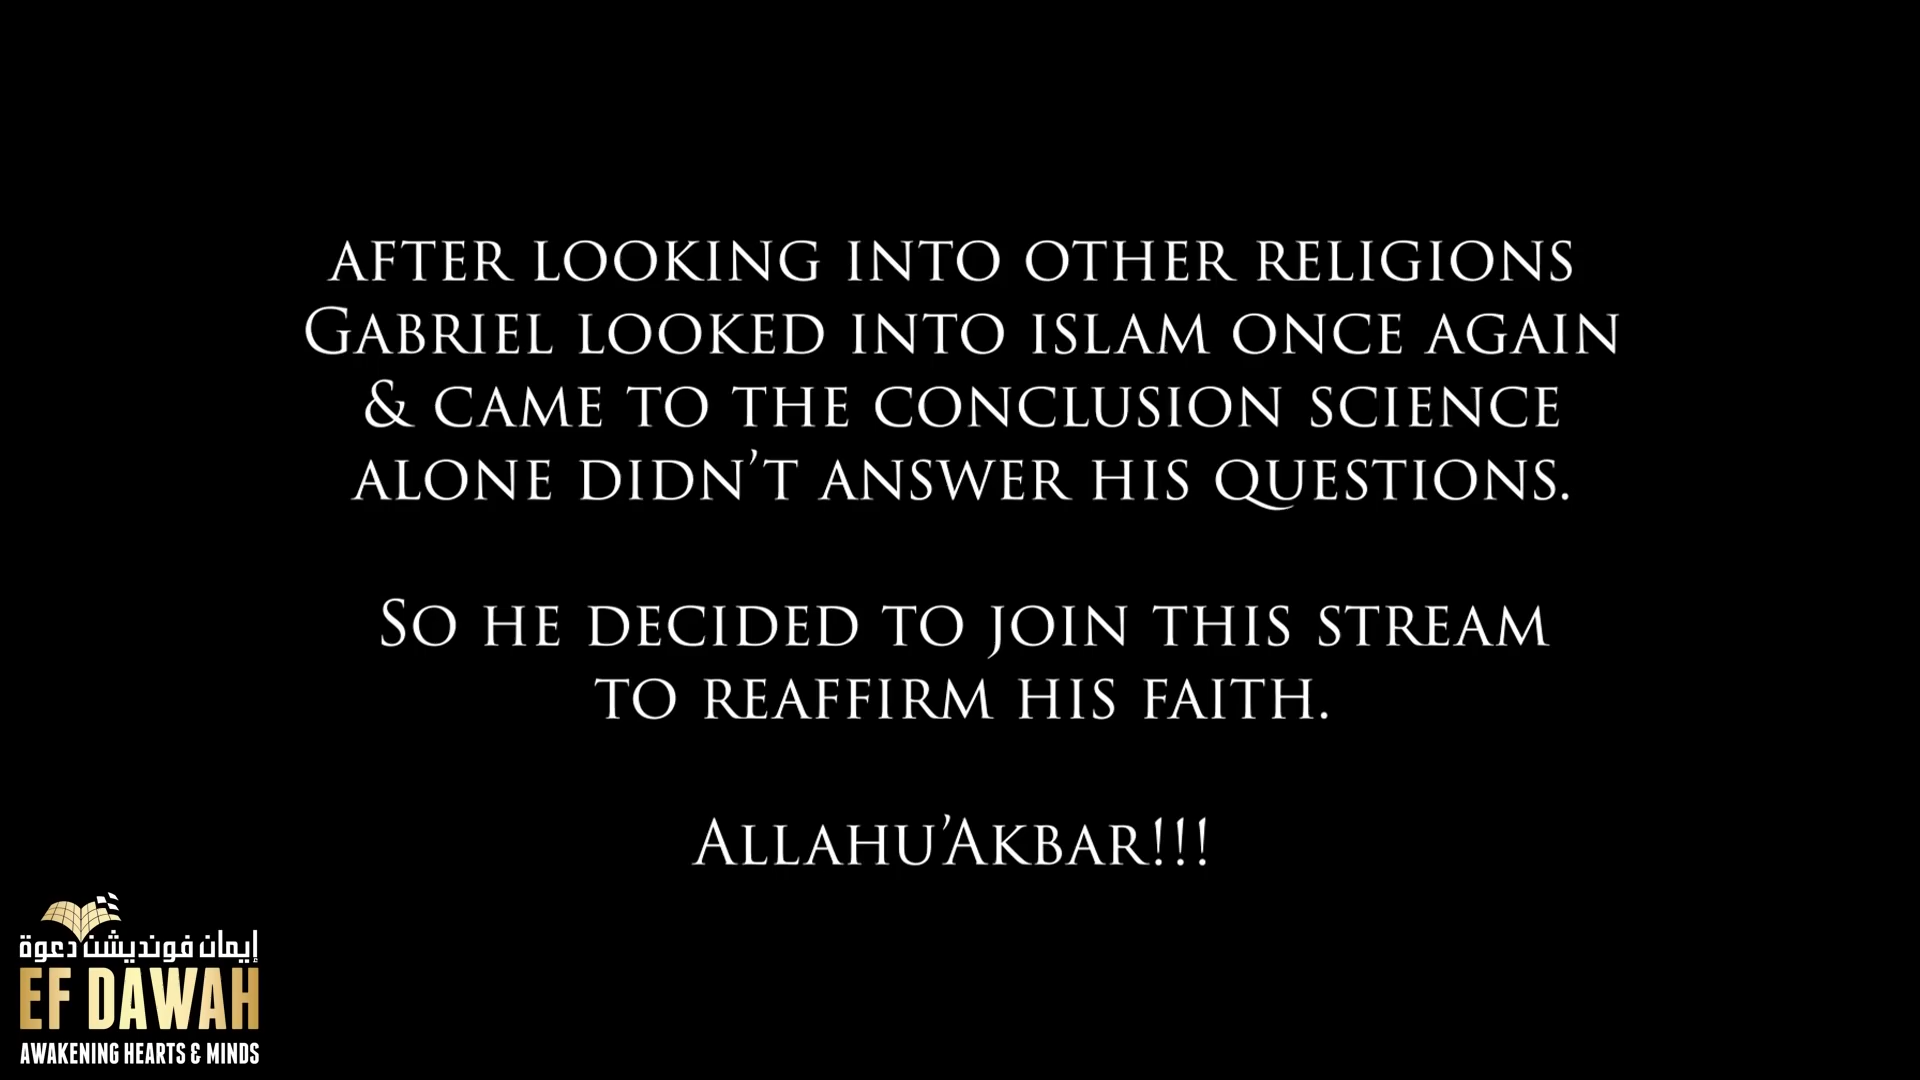 AFTER LOOKING INTO OTHER RELIGIONS
GABRIEL LOOKED INTO ISLAM ONCE AGAIN
& CAME TO THE CONCLUSION SCIENCE
ALONE DIDN’T ANSWER HIS QUESTIONS.
SO HE DECIDED TO JOIN THIS STREAM
TO REAFFIRM HIS FAITH.
ALLAHU’AKBAR!!!
إيمان فونديشن دعوة
EF DAWAH
AWAKENING HEARTS & MINDS